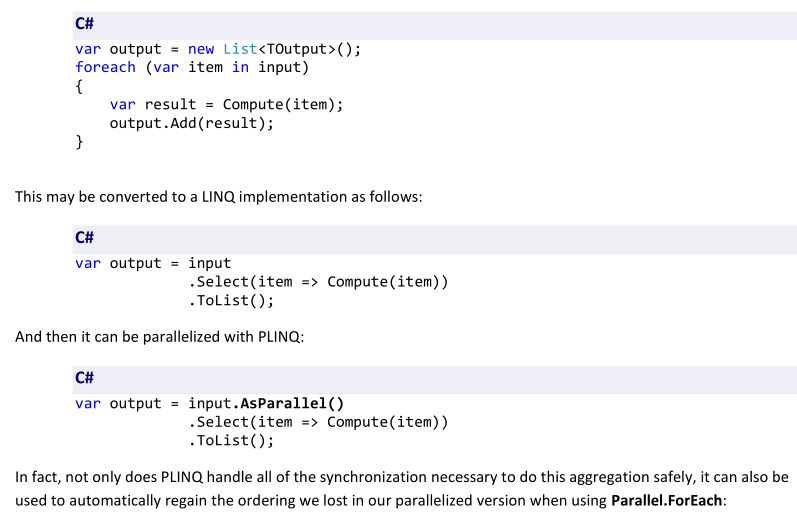 C#
var output = new List<TOutput>();
foreach (var item in input)
{
    var result = Compute(item);
    output.Add(result);
}
This may be converted to a LINQ implementation as follows:
C#
var output = input
             .Select(item => Compute(item))
             .ToList();
And then it can be parallelized with PLINQ:
C#
var output = input.AsParallel()
             .Select(item => Compute(item))
             .ToList();
In fact, not only does PLINQ handle all of the synchronization necessary to do this aggregation safely, it can also be
used to automatically regain the ordering we lost in our parallelized version when using Parallel.ForEach: